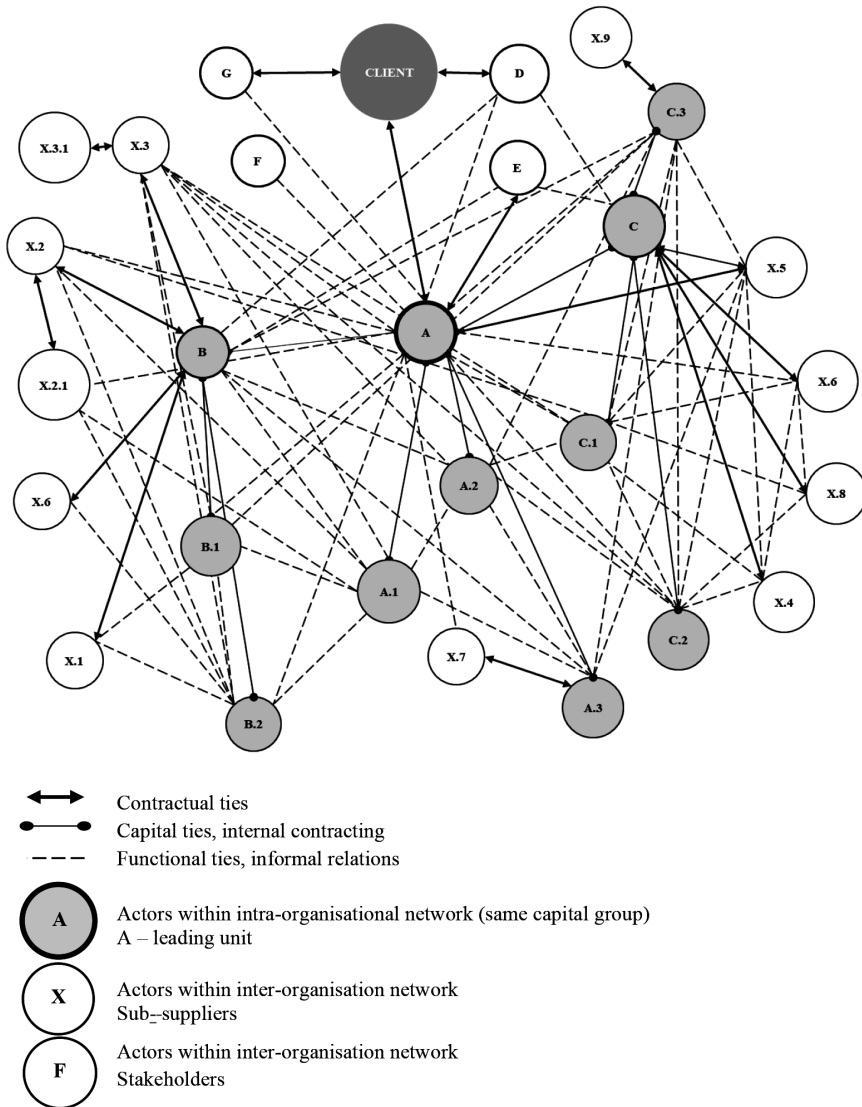 X.9
G
CLIENT
D
C.3
X.3.1
X.3
F
E
X.2
C
X.5
A
B
X.2.1
X.6
C.1
A.2
X.6
X.8
B.1
A.1
X.4
C.2
X.1
X.7
A.3
B.2
Contractual ties
Capital ties, internal contracting
Functional ties, informal relations
A
Actors within intra-organisational network (same capital group)
A – leading unit
X
Actors within inter-organisation network
Sub--suppliers
F
Actors within inter-organisation network
Stakeholders